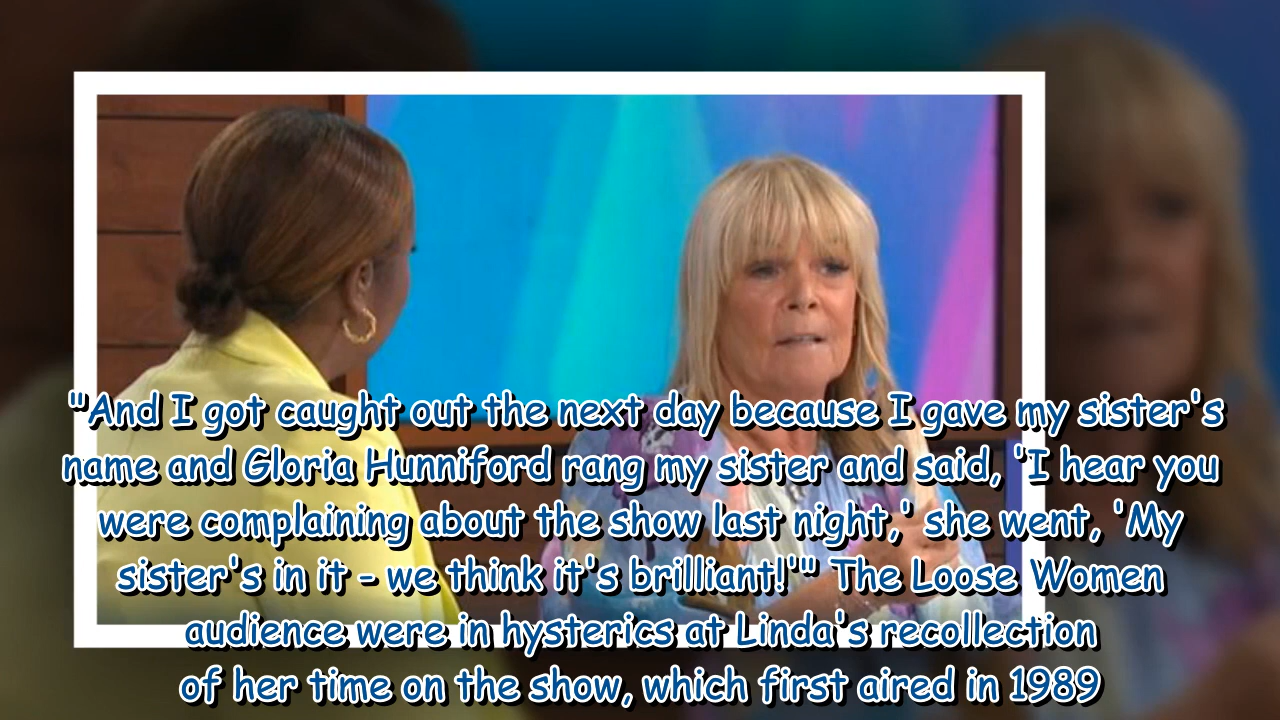 "And I got caught out the next day because I gave my sister's
name and Gloria Hunniford rang my sister and said, 'I hear you
were complaining about the show last night,' she went, 'My
sister's in it - we think it's brilliant!'" The Loose Women
audience were in hysterics at Linda's recollection
of her time on the show, which first aired in 1989